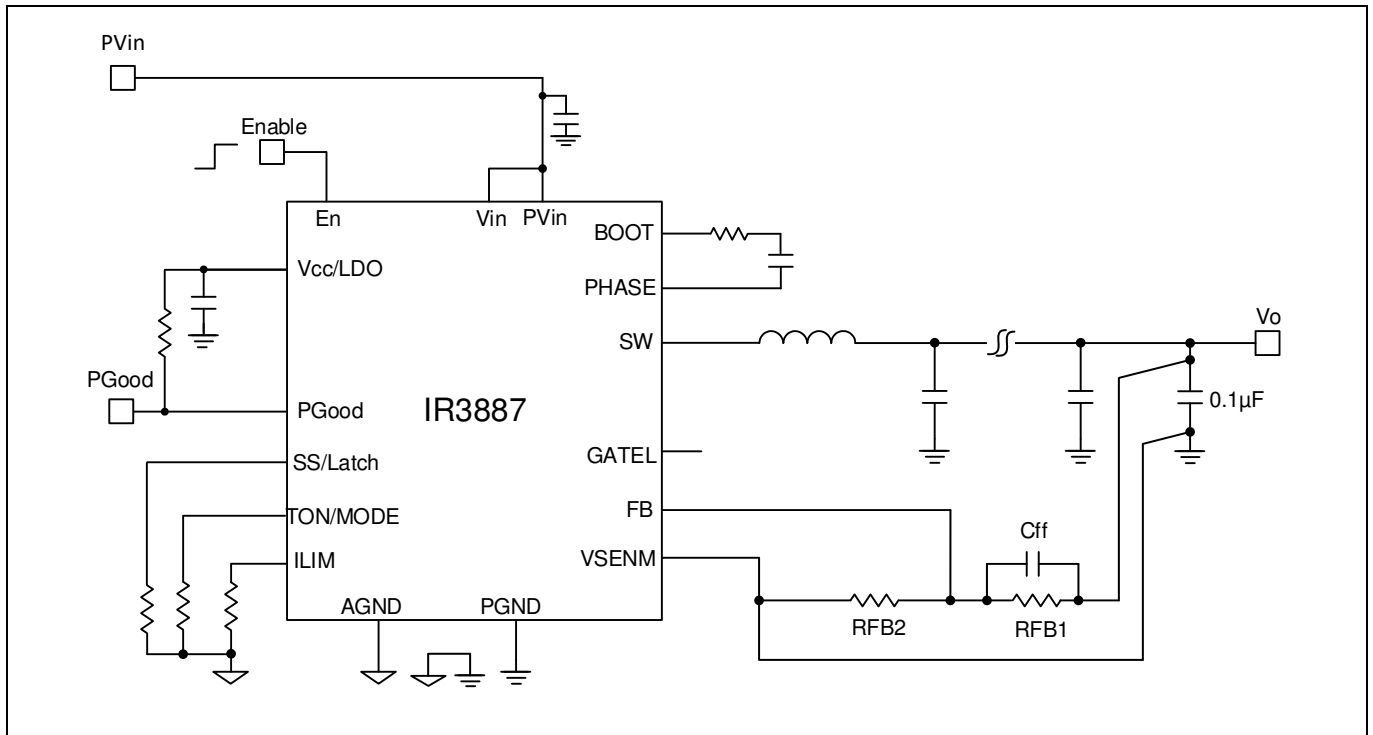 PVin
Enable
En
Vin
PVin
BOOT
Vcc/LDO
PHASE
Vo
SW
PGood
0.1µF
PGood
IR3887
GATEL
SS/Latch
FB
TON/MODE
Cff
VSENM
ILIM
AGND
PGND
RFB2
RFB1